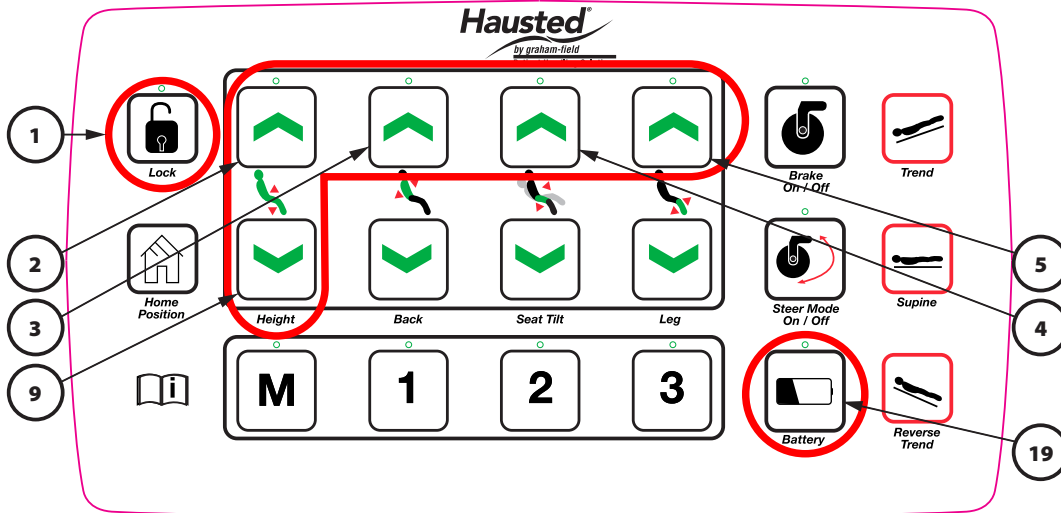 Hausted®
by graham-field
1
Lock
Brake
On / Off
Trend
2
5
Home
Position
3
Height
Back
Seat Tilt
Leg
Steer Mode
On / Off
Supine
4
9
i
M
1
2
3
Battery
Reverse
Trend
19